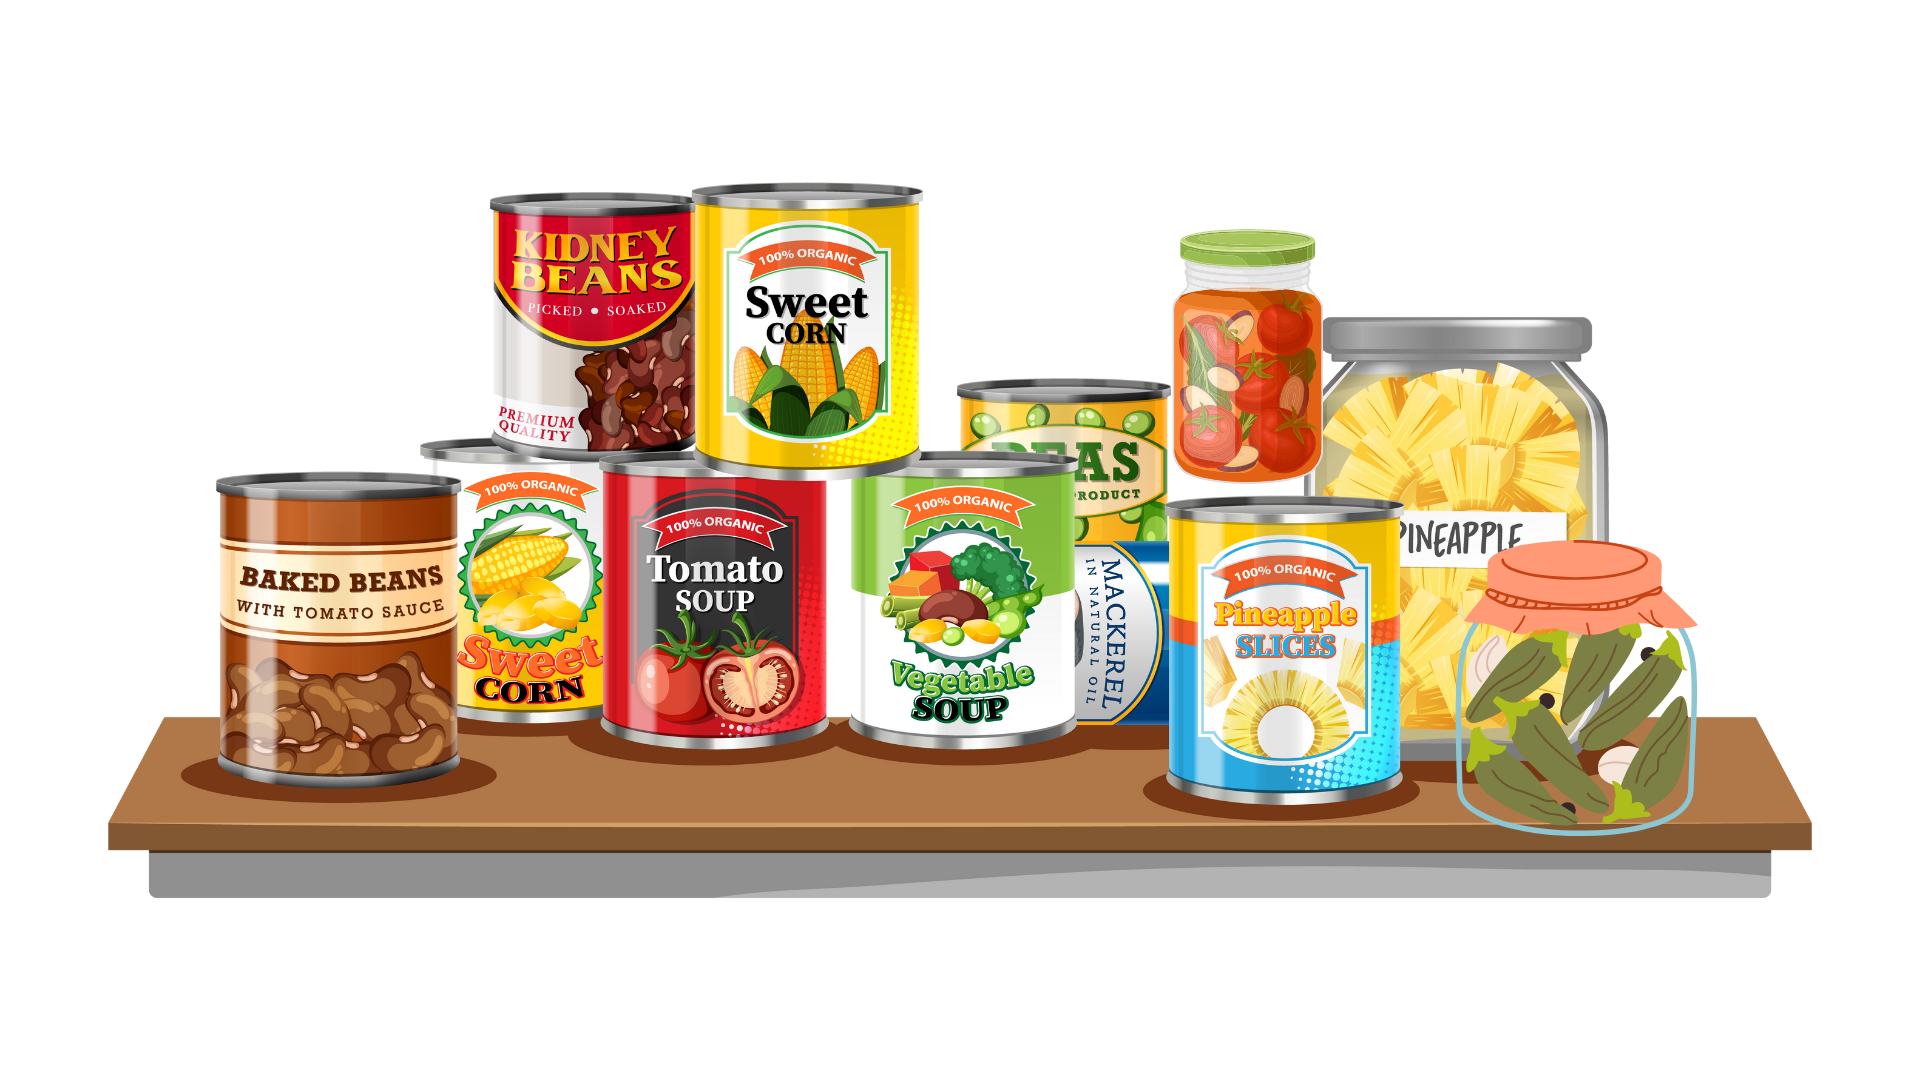 KIDNEY
BEANS
PICKED • SOAKED
PREMIUM
QUALITY
100% ORGANIC
Sweet
CORN
BAKED BEANS
WITH TOMATO SAUCE
100% ORGANIC
Sweet
CORN
100% ORGANIC
Tomato
SOUP
100% ORGANIC
Vegetable
SOUP
PEAS
PRODUCT
MACKEREL
IN NATURAL OIL
100% ORGANIC
Pineapple
SLICES
PINEAPPLE